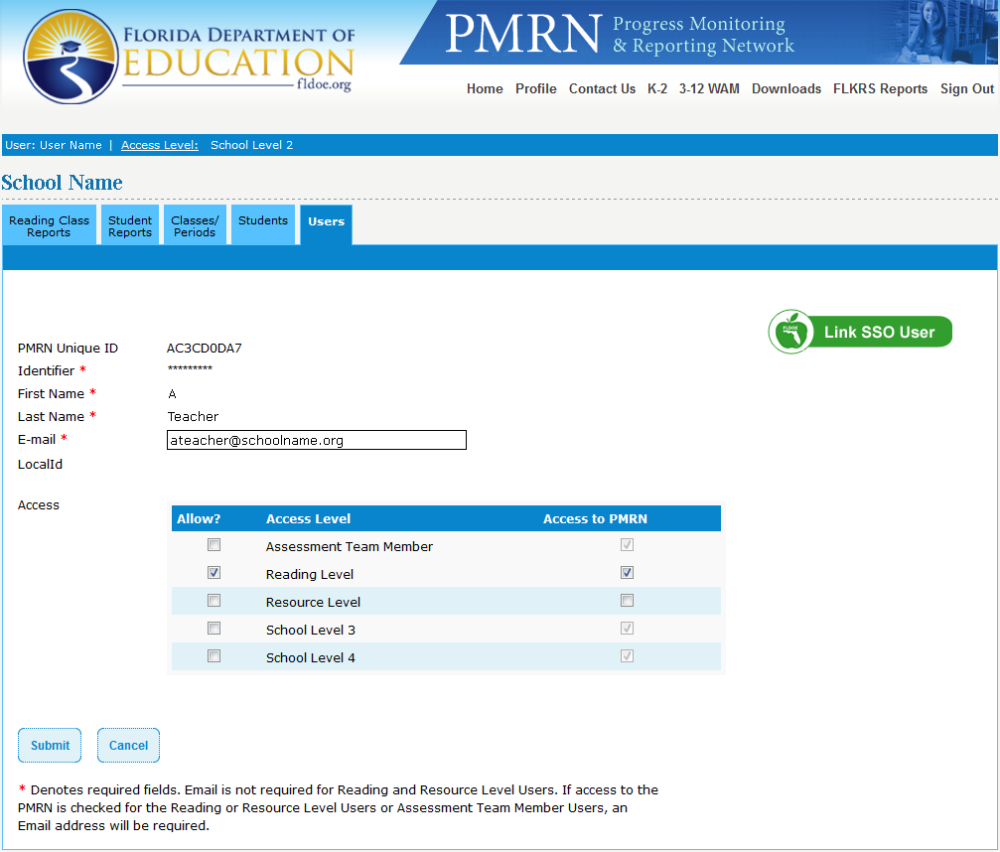 FLORIDA DEPARTMENT OF
EDUCATION
fldoe.org
PMRN Progress Monitoring
& Reporting Network
Home Profile Contact Us K-2 3-12 WAM Downloads FLKRS Reports Sign Out
User: User Name | Access Level: School Level 2
School Name
Reading Class
Reports
Student
Reports
Classes/
Periods
Students
Users
FLDOE
Link SSO User
PMRN Unique ID AC3CD0DA7
Identifier * *********
First Name * A
Last Name * Teacher
E-mail * ateacher@schoolname.org
LocalId
Access
Allow? Access Level Access to PMRN
Assessment Team Member
Reading Level
Resource Level
School Level 3
School Level 4
Submit Cancel
* Denotes required fields. Email is not required for Reading and Resource Level Users. If access to the
PMRN is checked for the Reading or Resource Level Users or Assessment Team Member Users, an
Email address will be required.